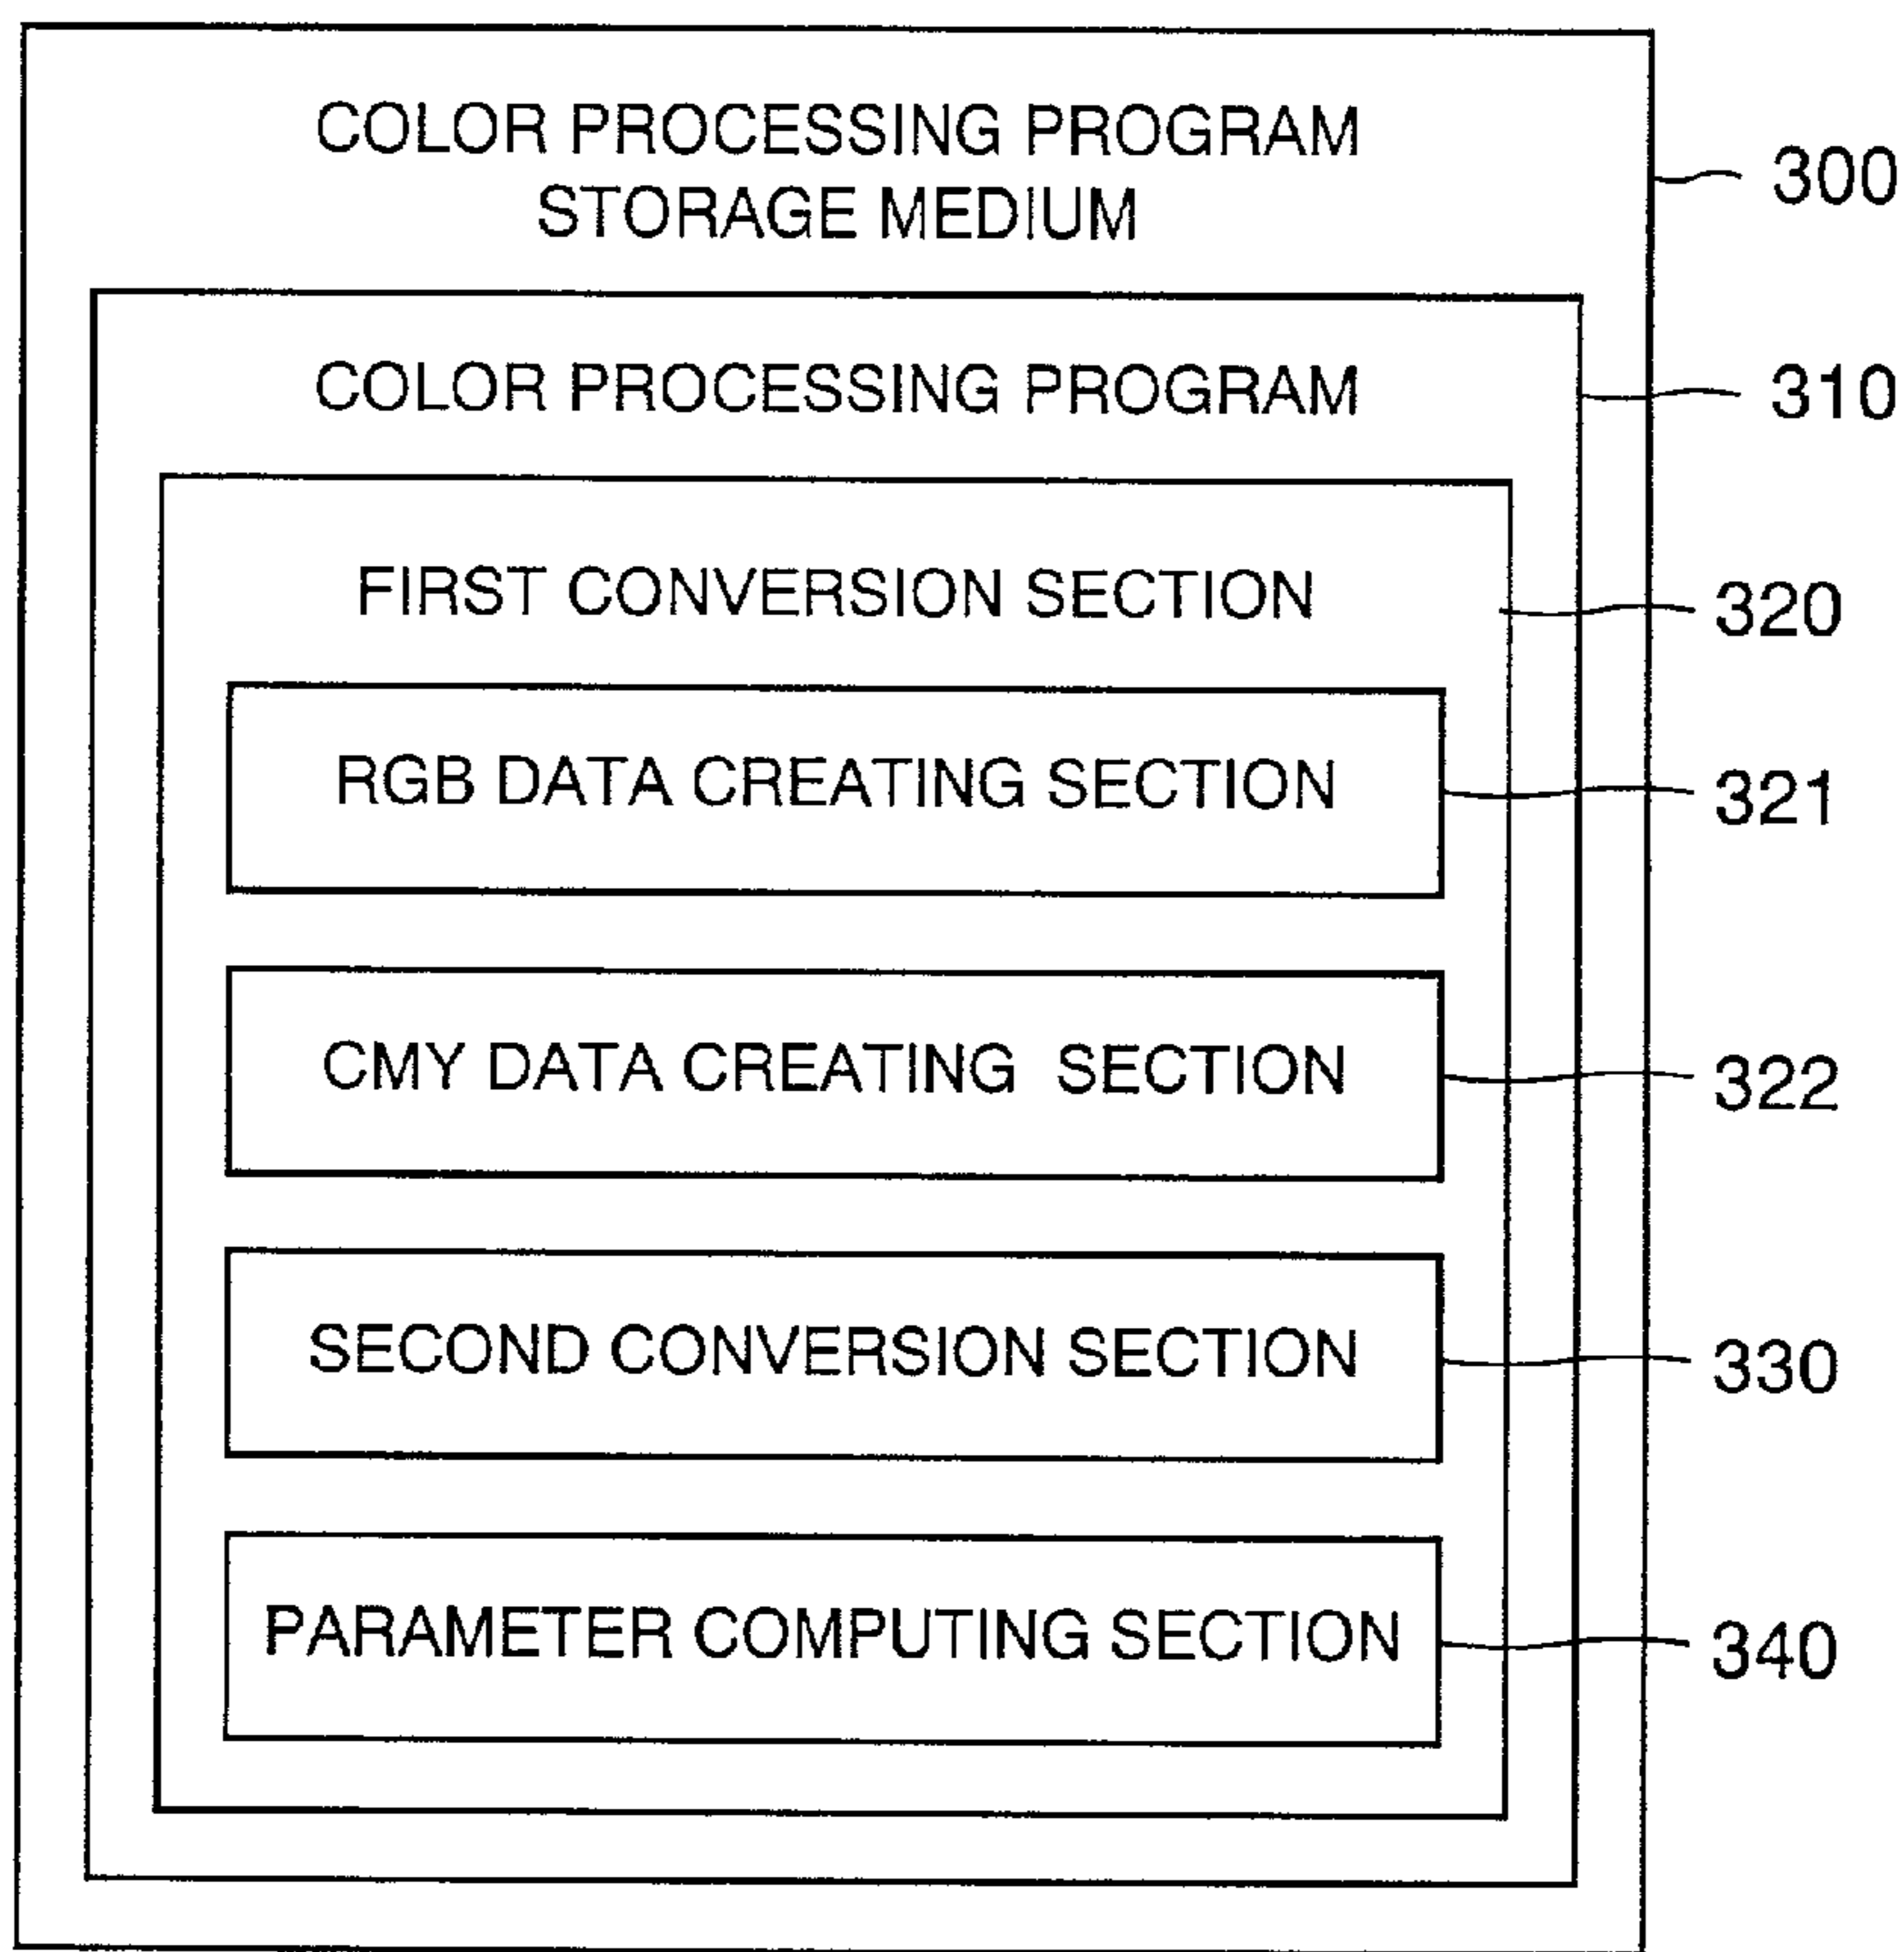 COLOR PROCESSING PROGRAM
STORAGE MEDIUM
300
COLOR PROCESSING PROGRAM
310
FIRST CONVERSION SECTION
320
RGB DATA CREATING SECTION
321
CMY DATA CREATING SECTION
322
SECOND CONVERSION SECTION
330
PARAMETER COMPUTING SECTION
340